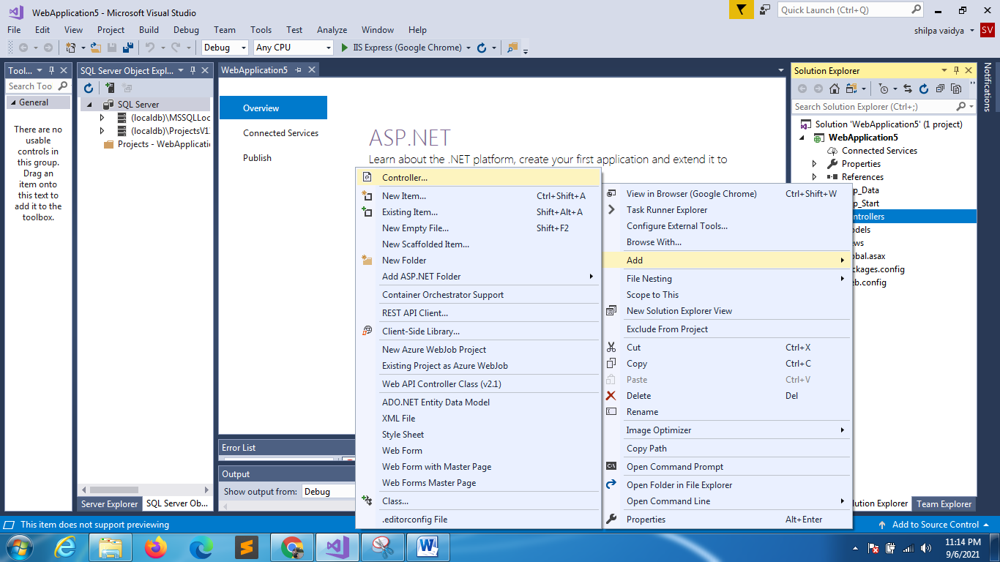 WebApplication5 - Microsoft Visual Studio
Quick Launch (Ctrl+Q)
File Edit View Project Build Debug Team Tools Test Analyze Window Help
shilpa vaidya SV
Debug Any CPU IIS Express (Google Chrome)
Tool...
Search Too
General
There are no
usable
controls in
this group.
Drag an
item onto
this text to
add it to the
toolbox.
SQL Server Object Expl...
SQL Server
(localdb)\MSSQLLoc
(localdb)\ProjectsV1
Projects - WebApplicatio
Server Explorer SQL Server Ob...
WebApplication5
Overview
Connected Services
Publish
ASP.NET
Learn about the .NET platform, create your first application and extend it to
Error List
Output
Show output from: Debug
Controller...
New Item... Ctrl+Shift+A
Existing Item... Shift+Alt+A
New Empty File... Shift+F2
New Scaffolded Item...
New Folder
Add ASP.NET Folder
Container Orchestrator Support
REST API Client...
Client-Side Library...
New Azure WebJob Project
Existing Project as Azure WebJob
Web API Controller Class (v2.1)
ADO.NET Entity Data Model
XML File
Style Sheet
Web Form
Web Form with Master Page
Web Forms Master Page
Class...
.editorconfig File
View in Browser (Google Chrome) Ctrl+Shift+W
Task Runner Explorer
Configure External Tools...
Browse With...
Add
File Nesting
Scope to This
New Solution Explorer View
Exclude From Project
Cut Ctrl+X
Copy Ctrl+C
Paste Ctrl+V
Delete Del
Rename
Image Optimizer
Copy Path
Open Command Prompt
Open Folder in File Explorer
Open Command Line
Properties Alt+Enter
Solution Explorer
Search Solution Explorer (Ctrl+;)
Solution 'WebApplication5' (1 project)
WebApplication5
Connected Services
Properties
References
p_Data
p_Start
ntrollers
odels
ews
obal.asax
ckages.config
eb.config
lution Explorer Team Explorer
Notifications
This item does not support previewing
Add to Source Control
11:14 PM
9/6/2021